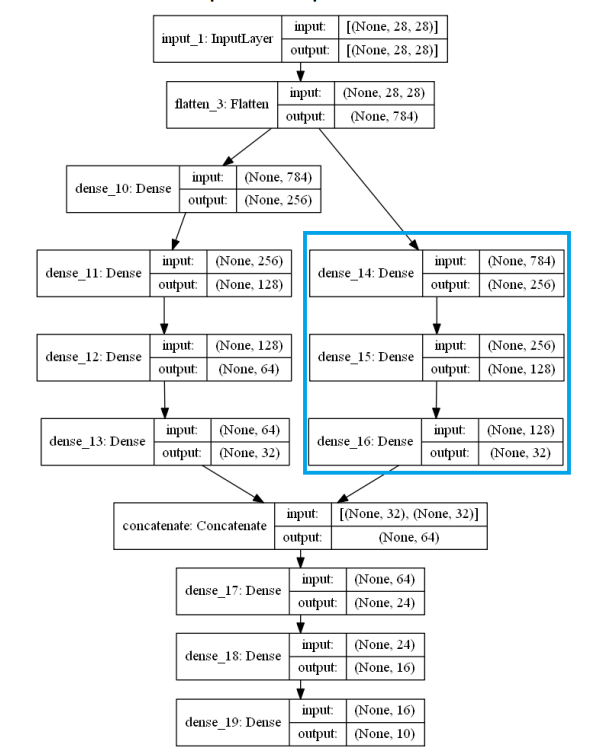 input_1: InputLayer
input: [(None, 28, 28)]
output: [(None, 28, 28)]
flatten_3: Flatten
input: (None, 28, 28)
output: (None, 784)
dense_10: Dense
input: (None, 784)
output: (None, 256)
dense_11: Dense
input: (None, 256)
output: (None, 128)
dense_14: Dense
input: (None, 784)
output: (None, 256)
dense_12: Dense
input: (None, 128)
output: (None, 64)
dense_15: Dense
input: (None, 256)
output: (None, 128)
dense_13: Dense
input: (None, 64)
output: (None, 32)
dense_16: Dense
input: (None, 128)
output: (None, 32)
concatenate: Concatenate
input: [(None, 32), (None, 32)]
output: (None, 64)
dense_17: Dense
input: (None, 64)
output: (None, 24)
dense_18: Dense
input: (None, 24)
output: (None, 16)
dense_19: Dense
input: (None, 16)
output: (None, 10)